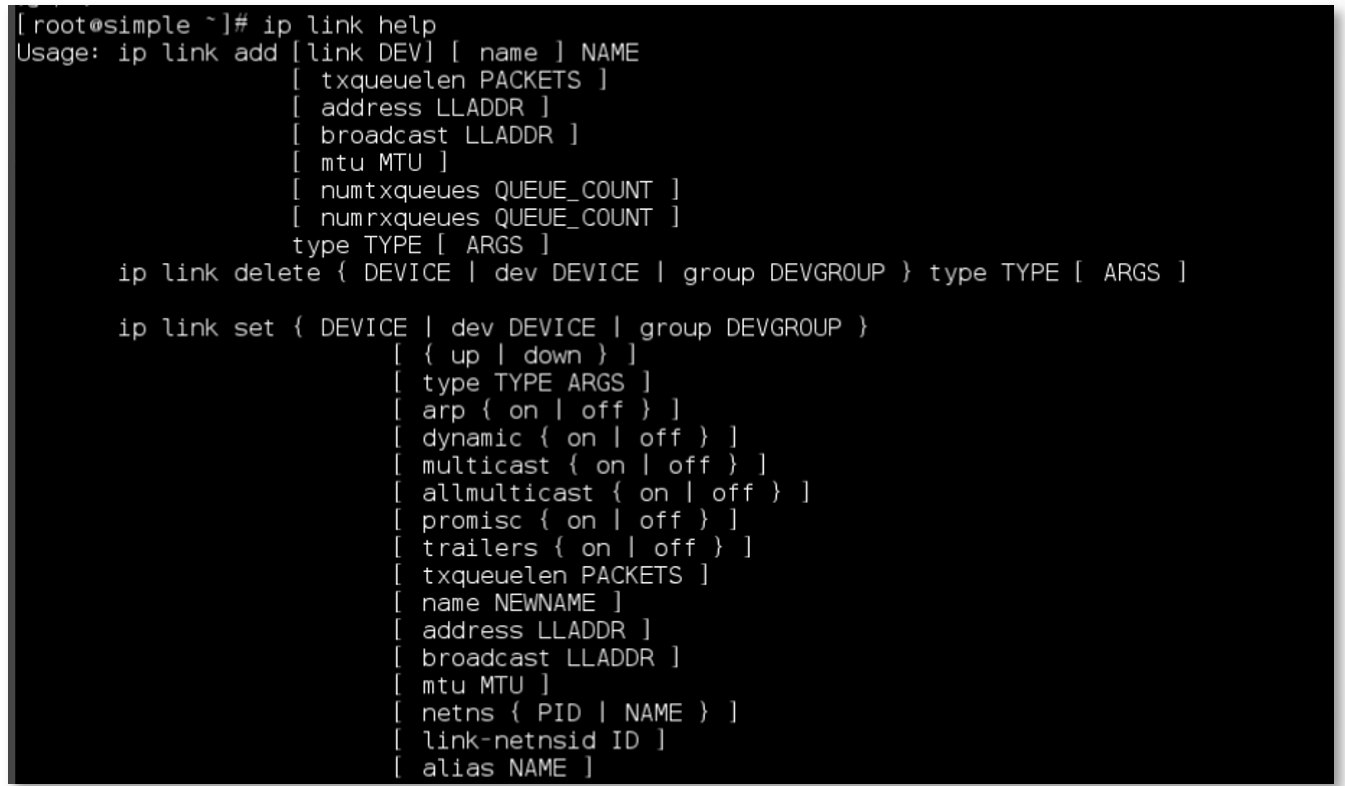 [root@simple ~]# ip link help
Usage: ip link add [link DEV] [ name ] NAME
                   [ txqueuelen PACKETS ]
                   [ address LLADDR ]
                   [ broadcast LLADDR ]
                   [ mtu MTU ]
                   [ numtxqueues QUEUE_COUNT ]
                   [ numrxqueues QUEUE_COUNT ]
                   type TYPE [ ARGS ]
       ip link delete { DEVICE | dev DEVICE | group DEVGROUP } type TYPE [ ARGS ]
       ip link set { DEVICE | dev DEVICE | group DEVGROUP }
                          [ { up | down } ]
                          [ type TYPE ARGS ]
                          [ arp { on | off } ]
                          [ dynamic { on | off } ]
                          [ multicast { on | off } ]
                          [ allmulticast { on | off } ]
                          [ promisc { on | off } ]
                          [ trailers { on | off } ]
                          [ txqueuelen PACKETS ]
                          [ name NEWNAME ]
                          [ address LLADDR ]
                          [ broadcast LLADDR ]
                          [ mtu MTU ]
                          [ netns { PID | NAME } ]
                          [ link-netnsid ID ]
                          [ alias NAME ]